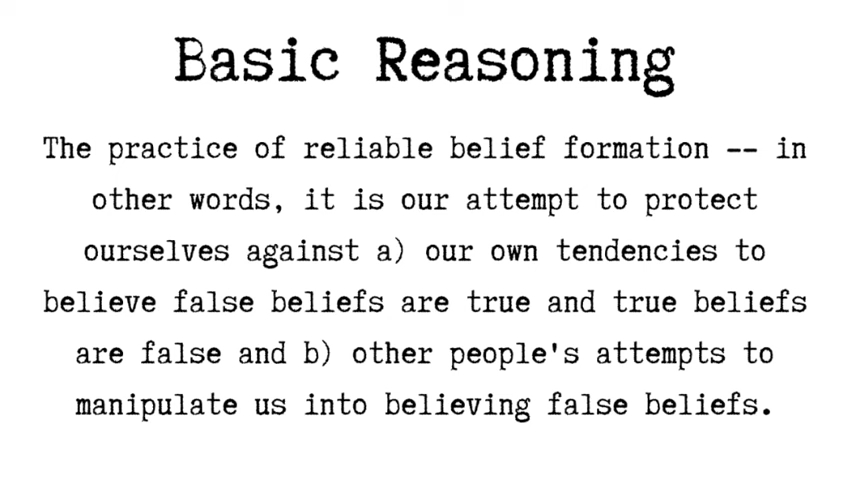 Basic Reasoning
The practice of reliable belief formation -- in
other words, it is our attempt to protect
ourselves against a) our own tendencies to
believe false beliefs are true and true beliefs
are false and b) other people's attempts to
manipulate us into believing false beliefs.